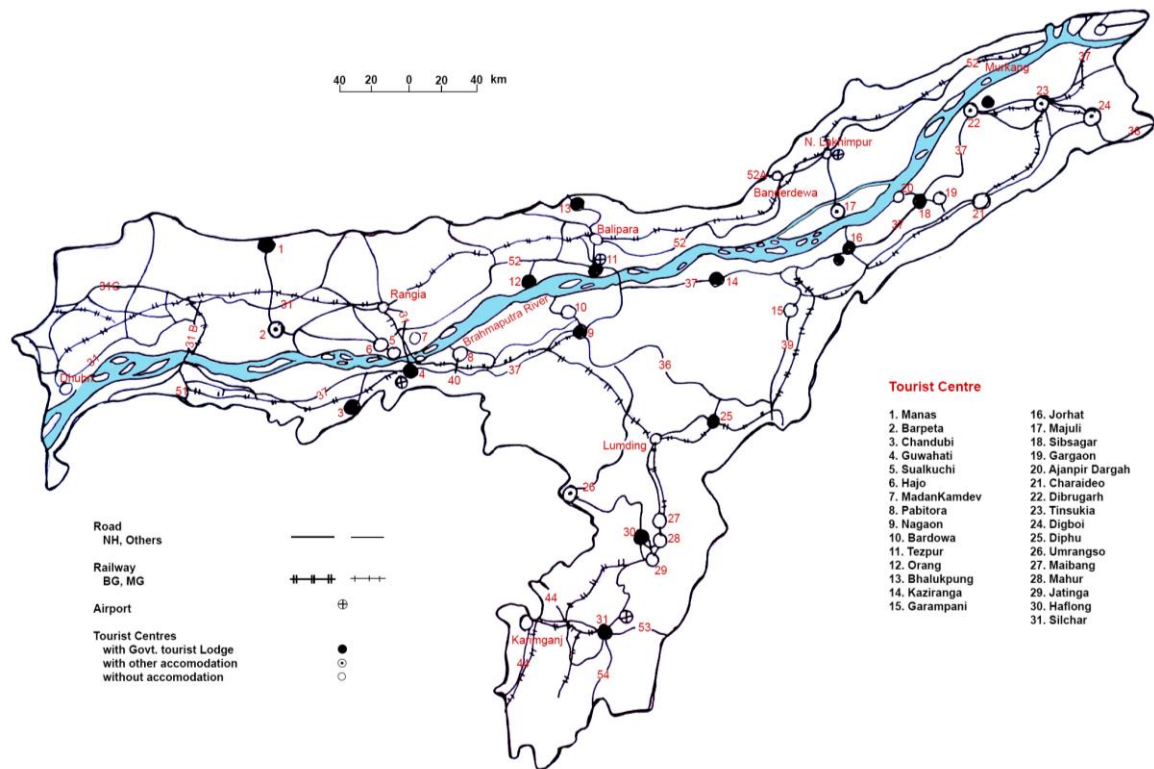 40 20 0 20 40 km
52
Murkang
37
23
22
24
38
N. Lakhimpur
37
52A
Banderdewa
20
19
17
18
21
37
13
Balipara
52
16
1
11
52
12
37
14
31C
31
Rangia
31
Brahmaputra River
10
15
2
5
7
6
9
31 B
8
39
31
4
37
36
40
Dhubri
37
51
3
25
Lumding
26
27
30
28
29
44
31
53
Karimganj
44
54
Tourist Centre
1. Manas
2. Barpeta
3. Chandubi
4. Guwahati
5. Sualkuchi
6. Hajo
7. MadanKamdev
8. Pabitora
9. Nagaon
10. Bardowa
11. Tezpur
12. Orang
13. Bhalukpung
14. Kaziranga
15. Garampani
16. Jorhat
17. Majuli
18. Sibsagar
19. Gargaon
20. Ajanpir Dargah
21. Charaideo
22. Dibrugarh
23. Tinsukia
24. Digboi
25. Diphu
26. Umrangso
27. Maibang
28. Mahur
29. Jatinga
30. Haflong
31. Silchar
Road
NH, Others
Railway
BG, MG
Airport
Tourist Centres
with Govt. tourist Lodge
with other accomodation
without accomodation